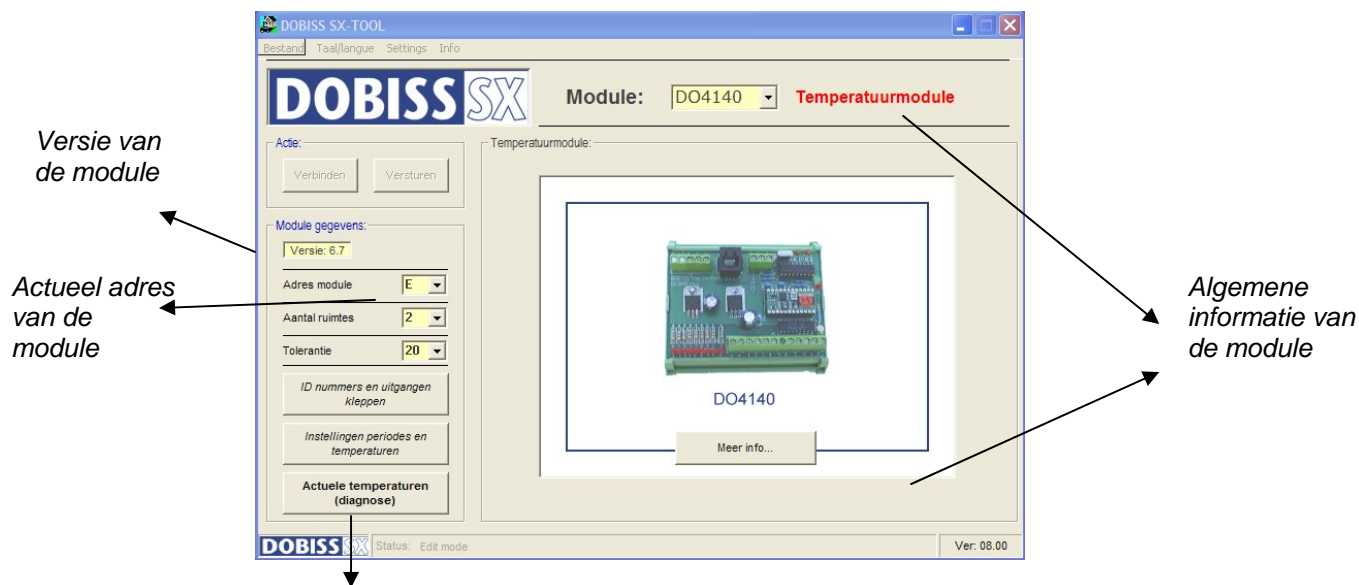 DOBISS SX-TOOL
Bestand Taal/langue Settings Info
DOBISS SX
Module: DO4140 Temperatuurmodule
Versie van
de module
Actie:
Verbinden Versturen
Temperatuurmodule:
Module gegevens:
Versie: 6.7
Actueel adres
van de
module
Adres module E
Aantal ruimtes 2
Tolerantie 20
ID nummers en uitgangen
kleppen
Instellingen periodes en
temperaturen
Actuele temperaturen
(diagnose)
DO4140
Meer info...
Algemene
informatie van
de module
DOBISS SX Status: Edit mode Ver: 08.00